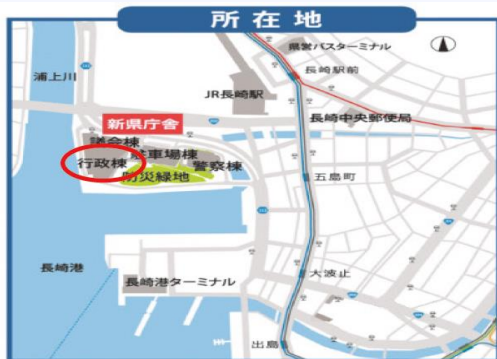 所在地
県営バスターミナル
浦上川
長崎駅前
JR長崎駅
新県庁舎
長崎中央郵便局
議会棟
駐車場棟
行政棟
警察棟
防災緑地
五島町
長崎港
長崎港ターミナル
大波止
出島